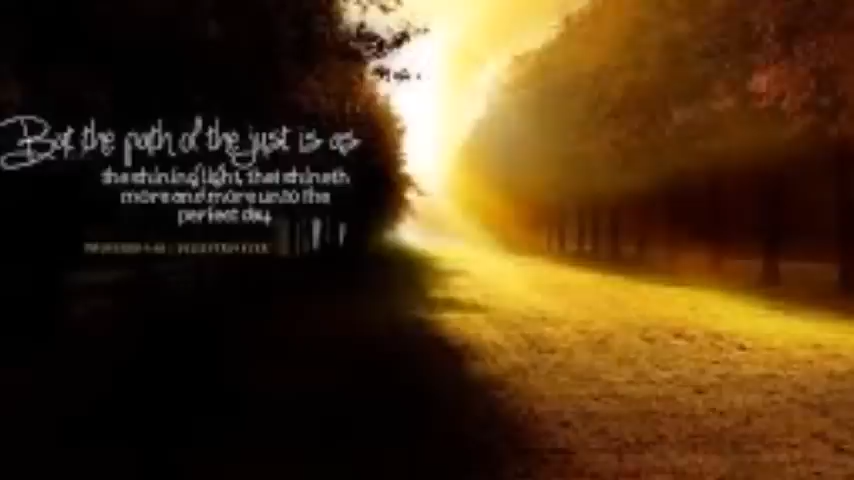 But the path of the just is as
the shining light, that shineth
more and more unto the
perfect day